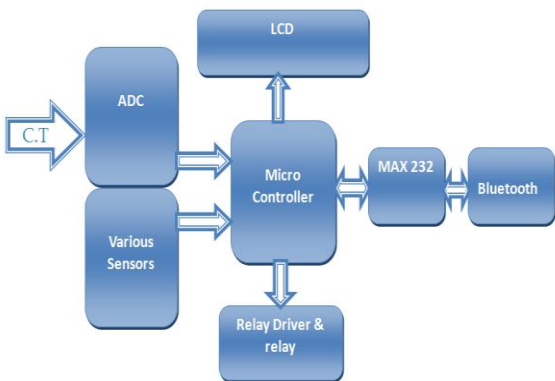 LCD
ADC
C.T
Micro
Controller
MAX 232
Bluetooth
Various
Sensors
Relay Driver &
relay